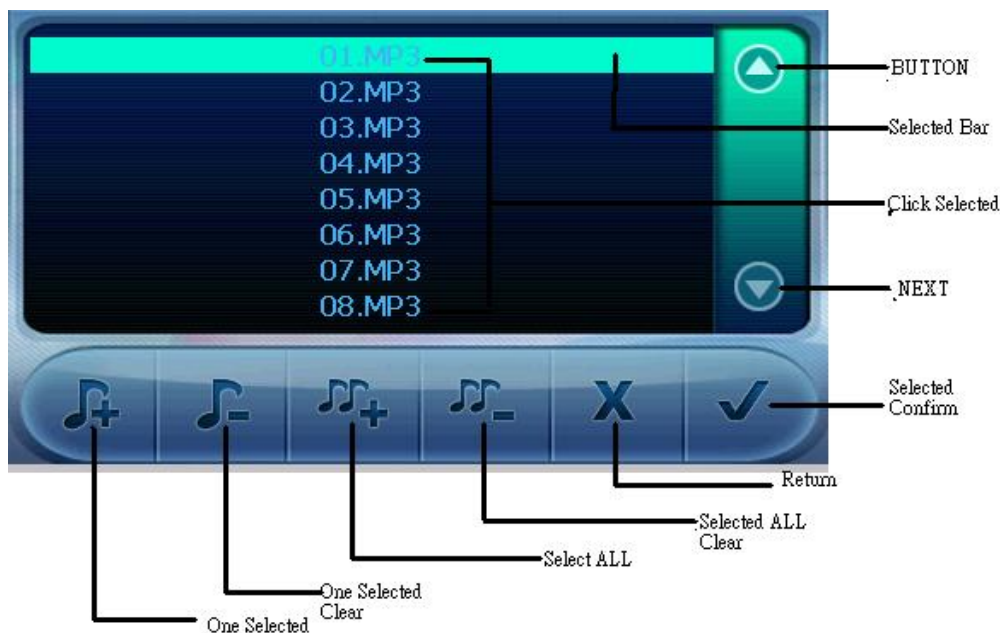 01.MP3
02.MP3
03.MP3
04.MP3
05.MP3
06.MP3
07.MP3
08.MP3
BUTTON
Selected Bar
Click Selected
NEXT
X
Selected
Confirm
Return
Selected ALL
Clear
Select ALL
One Selected
Clear
One Selected